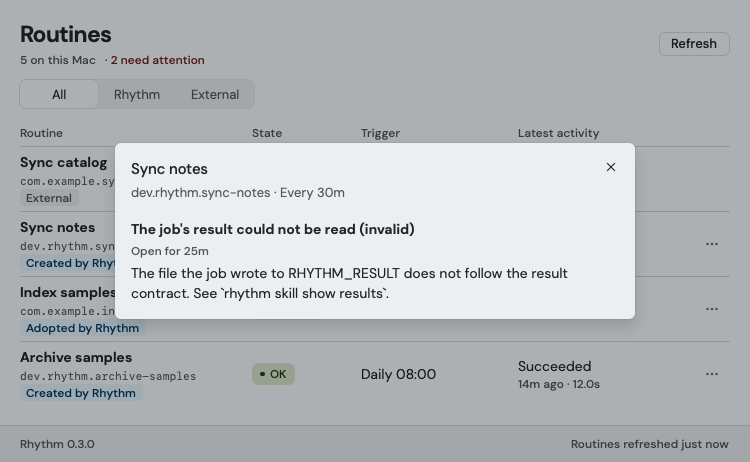 Routines
5 on this Mac · 2 need attention
Refresh
All Rhythm External
Routine State Trigger Latest activity
Sync catalog
com.example.sy
External
Sync notes
dev.rhythm.syn
Created by Rhyt
Index samples
com.example.in
Adopted by Rhythm
Sync notes
dev.rhythm.sync-notes · Every 30m
The job's result could not be read (invalid)
Open for 25m
The file the job wrote to RHYTHM_RESULT does not follow the result
contract. See `rhythm skill show results`.
Archive samples
dev.rhythm.archive-samples
Created by Rhythm
OK
Daily 08:00
Succeeded
14m ago · 12.0s
Rhythm 0.3.0
Routines refreshed just now